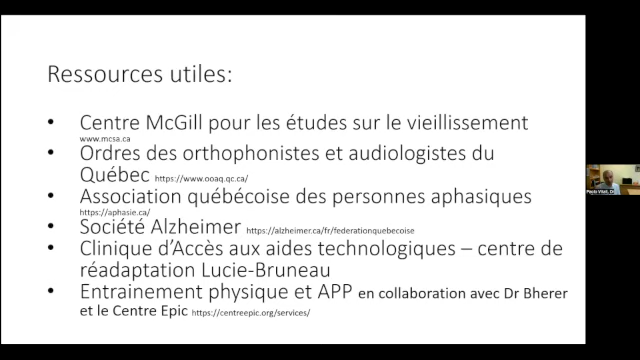 Ressources utiles:
• Centre McGill pour les études sur le vieillissement
www.mcsa.ca
• Ordres des orthophonistes et audiologistes du
Québec https://www.ooaq.qc.ca/
• Association québécoise des personnes aphasiques
https://aphasie.ca/
• Société Alzheimer https://alzheimer.ca/fr/federationquebecoise
• Clinique d'Accès aux aides technologiques – centre de
réadaptation Lucie-Bruneau
• Entrainement physique et APP en collaboration avec Dr Bherer
et le Centre Epic https://centreepic.org/services/
Paolo Vitali, D